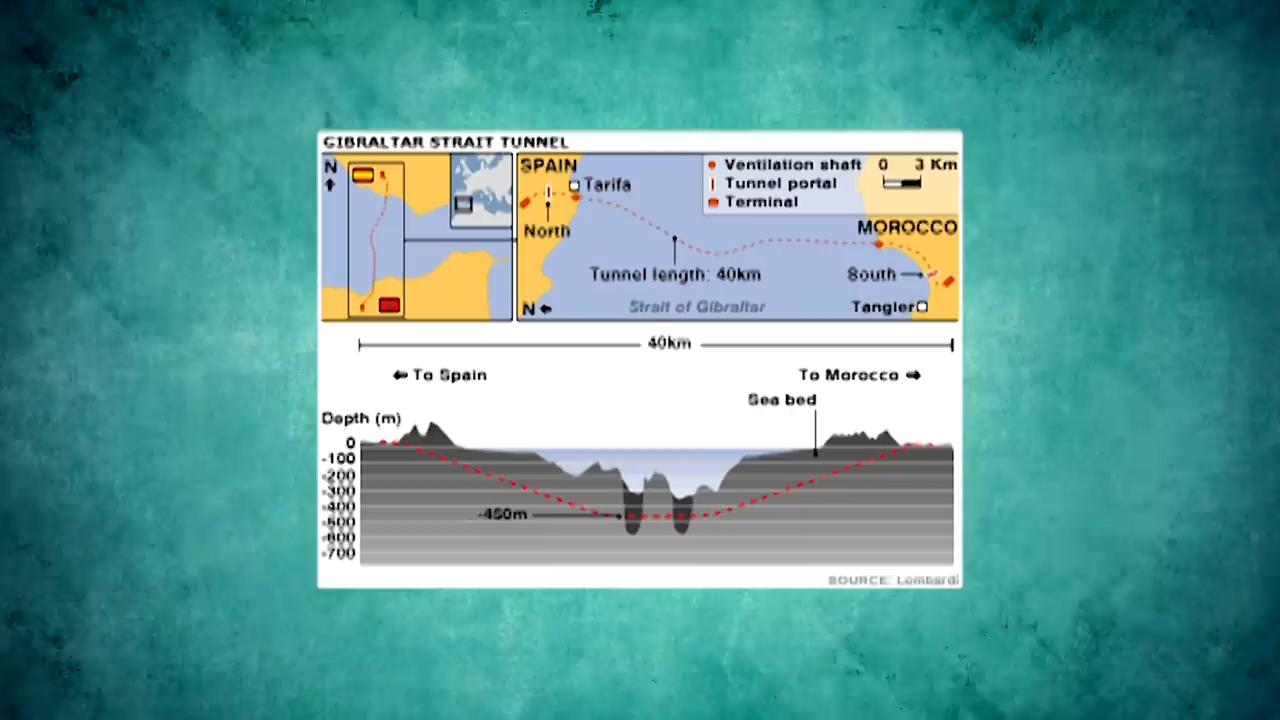 GIBRALTAR STRAIT TUNNEL
N
SPAIN
Tarifa
North
Tunnel length: 40km
N
Strait of Gibraltar
Ventilation shaft
Tunnel portal
Terminal
0 3 Km
MOROCCO
South
Tangier
40km
To Spain
To Morocco
Sea bed
Depth (m)
0
-100
-200
-300
-400
-500
-600
-700
-450m
SOURCE: Lombardi